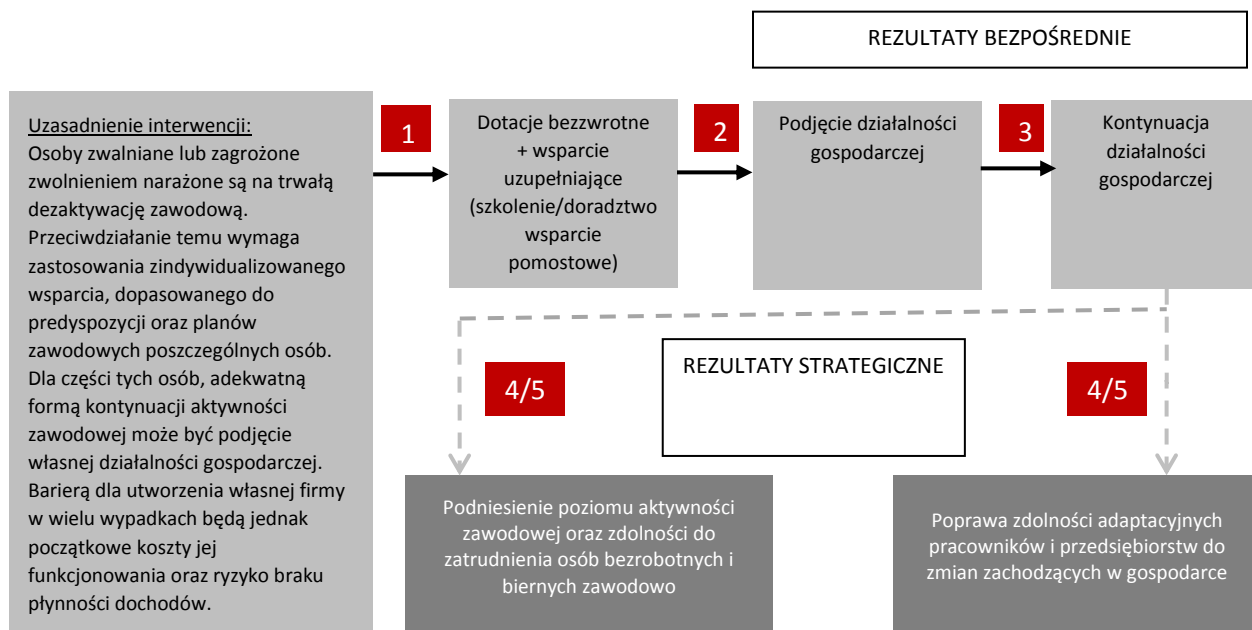 REZULTATY BEZPOŚREDNIE
Uzasadnienie interwencji:
Osoby zwalniane lub zagrożone
zwolnieniem narażone są na trwałą
dezaktywację zawodową.
Przeciwdziałanie temu wymaga
zastosowania zindywidualizowanego
wsparcia, dopasowanego do
predyspozycji oraz planów
zawodowych poszczególnych osób.
Dla części tych osób, adekwatną
formą kontynuacji aktywności
zawodowej może być podjęcie
własnej działalności gospodarczej.
Barierą dla utworzenia własnej firmy
w wielu wypadkach będą jednak
początkowe koszty jej
funkcjonowania oraz ryzyko braku
płynności dochodów.
1
Dotacje bezzwrotne
+ wsparcie
uzupełniające
(szkolenie/doradztwo
wsparcie
pomostowe)
2
Podjęcie działalności
gospodarczej
3
Kontynuacja
działalności
gospodarczej
REZULTATY STRATEGICZNE
4/5
4/5
Podniesienie poziomu aktywności
zawodowej oraz zdolności do
zatrudnienia osób bezrobotnych i
biernych zawodowo
Poprawa zdolności adaptacyjnych
pracowników i przedsiębiorstw do
zmian zachodzących w gospodarce